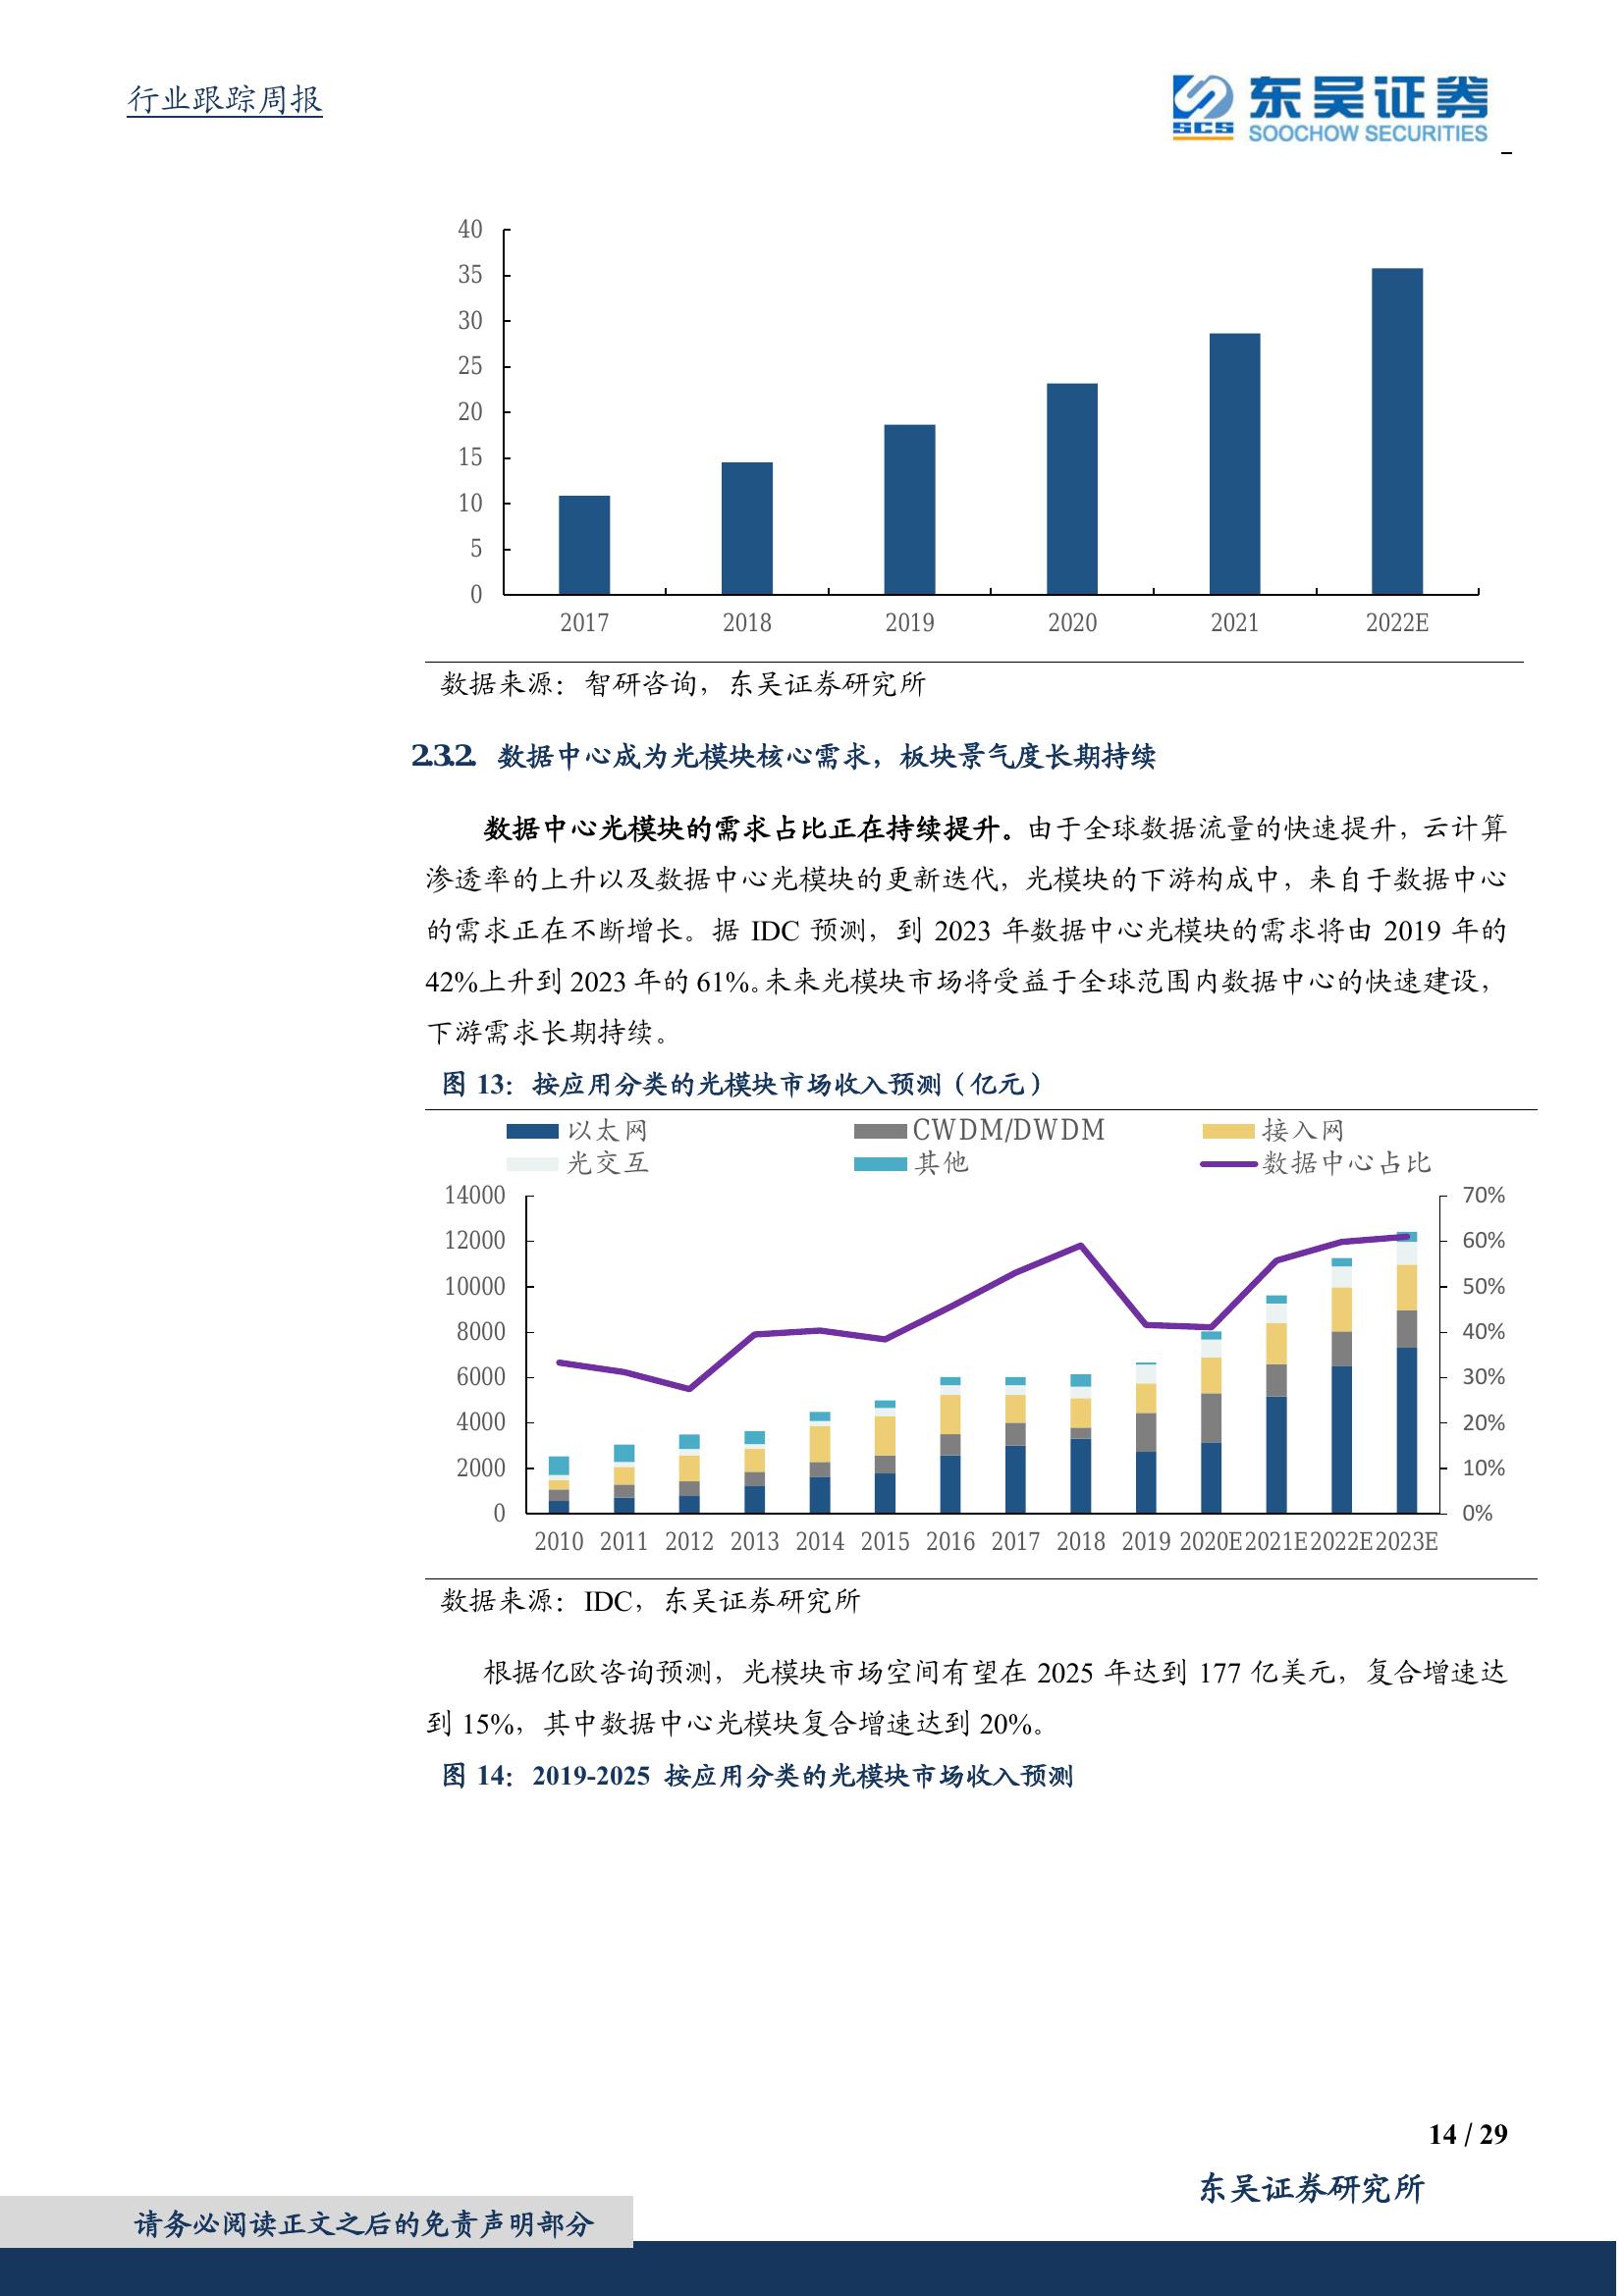 行业跟踪周报
SCS
东吴证券
SOOCHOW SECURITIES
40
35
30
25
20
15
10
5
0
2017 2018 2019 2020 2021 2022E
数据来源：智研咨询，东吴证券研究所
2.3.2. 数据中心成为光模块核心需求，板块景气度长期持续
数据中心光模块的需求占比正在持续提升。由于全球数据流量的快速提升，云计算
渗透率的上升以及数据中心光模块的更新迭代，光模块的下游构成中，来自于数据中心
的需求正在不断增长。据 IDC 预测，到 2023 年数据中心光模块的需求将由 2019 年的
42%上升到 2023 年的 61%。未来光模块市场将受益于全球范围内数据中心的快速建设，
下游需求长期持续。
图 13：按应用分类的光模块市场收入预测（亿元）
以太网 CWDM/DWDM 接入网
光交互 其他 数据中心占比
14000 70%
12000 60%
10000 50%
8000 40%
6000 30%
4000 20%
2000 10%
0 0%
2010 2011 2012 2013 2014 2015 2016 2017 2018 2019 2020E 2021E 2022E 2023E
数据来源：IDC，东吴证券研究所
根据亿欧咨询预测，光模块市场空间有望在 2025 年达到 177 亿美元，复合增速达
到 15%，其中数据中心光模块复合增速达到 20%。
图 14：2019-2025 按应用分类的光模块市场收入预测
14 / 29
东吴证券研究所
请务必阅读正文之后的免责声明部分